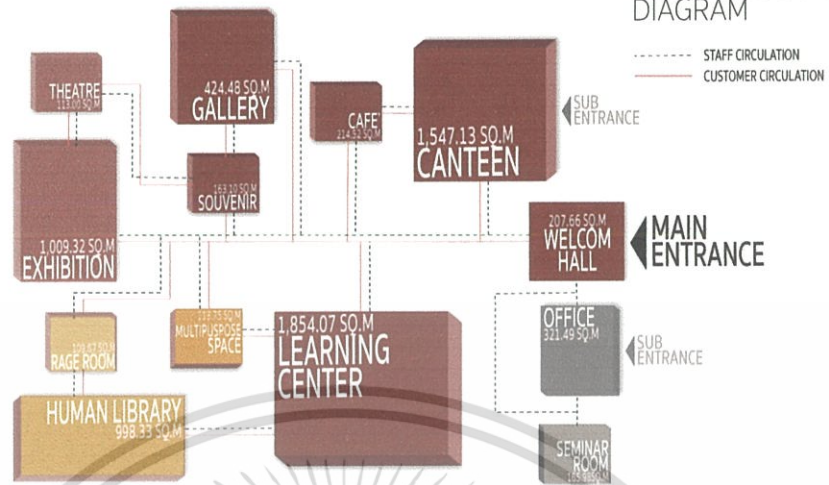 DIAGRAM
STAFF CIRCULATION
CUSTOMER CIRCULATION
THEATRE
113.00 SQ.M
424.48 SQ.M
GALLERY
CAFE'
214.52 SQ.M
1,547.13 SQ.M
CANTEEN
SUB
ENTRANCE
163.10 SQ.M
SOUVENIR
1,009.32 SQ.M
EXHIBITION
207.66 SQ.M
WELCOM
HALL
MAIN
ENTRANCE
SQ.M
RAGE ROOM
SQ.M
MULTIPUSPOSE
SPACE
1,854.07 SQ.M
LEARNING
CENTER
OFFICE
321.49 SQ.M
SUB
ENTRANCE
HUMAN LIBRARY
998.33 SQ.M
SEMINAR
ROOM
SQ.M